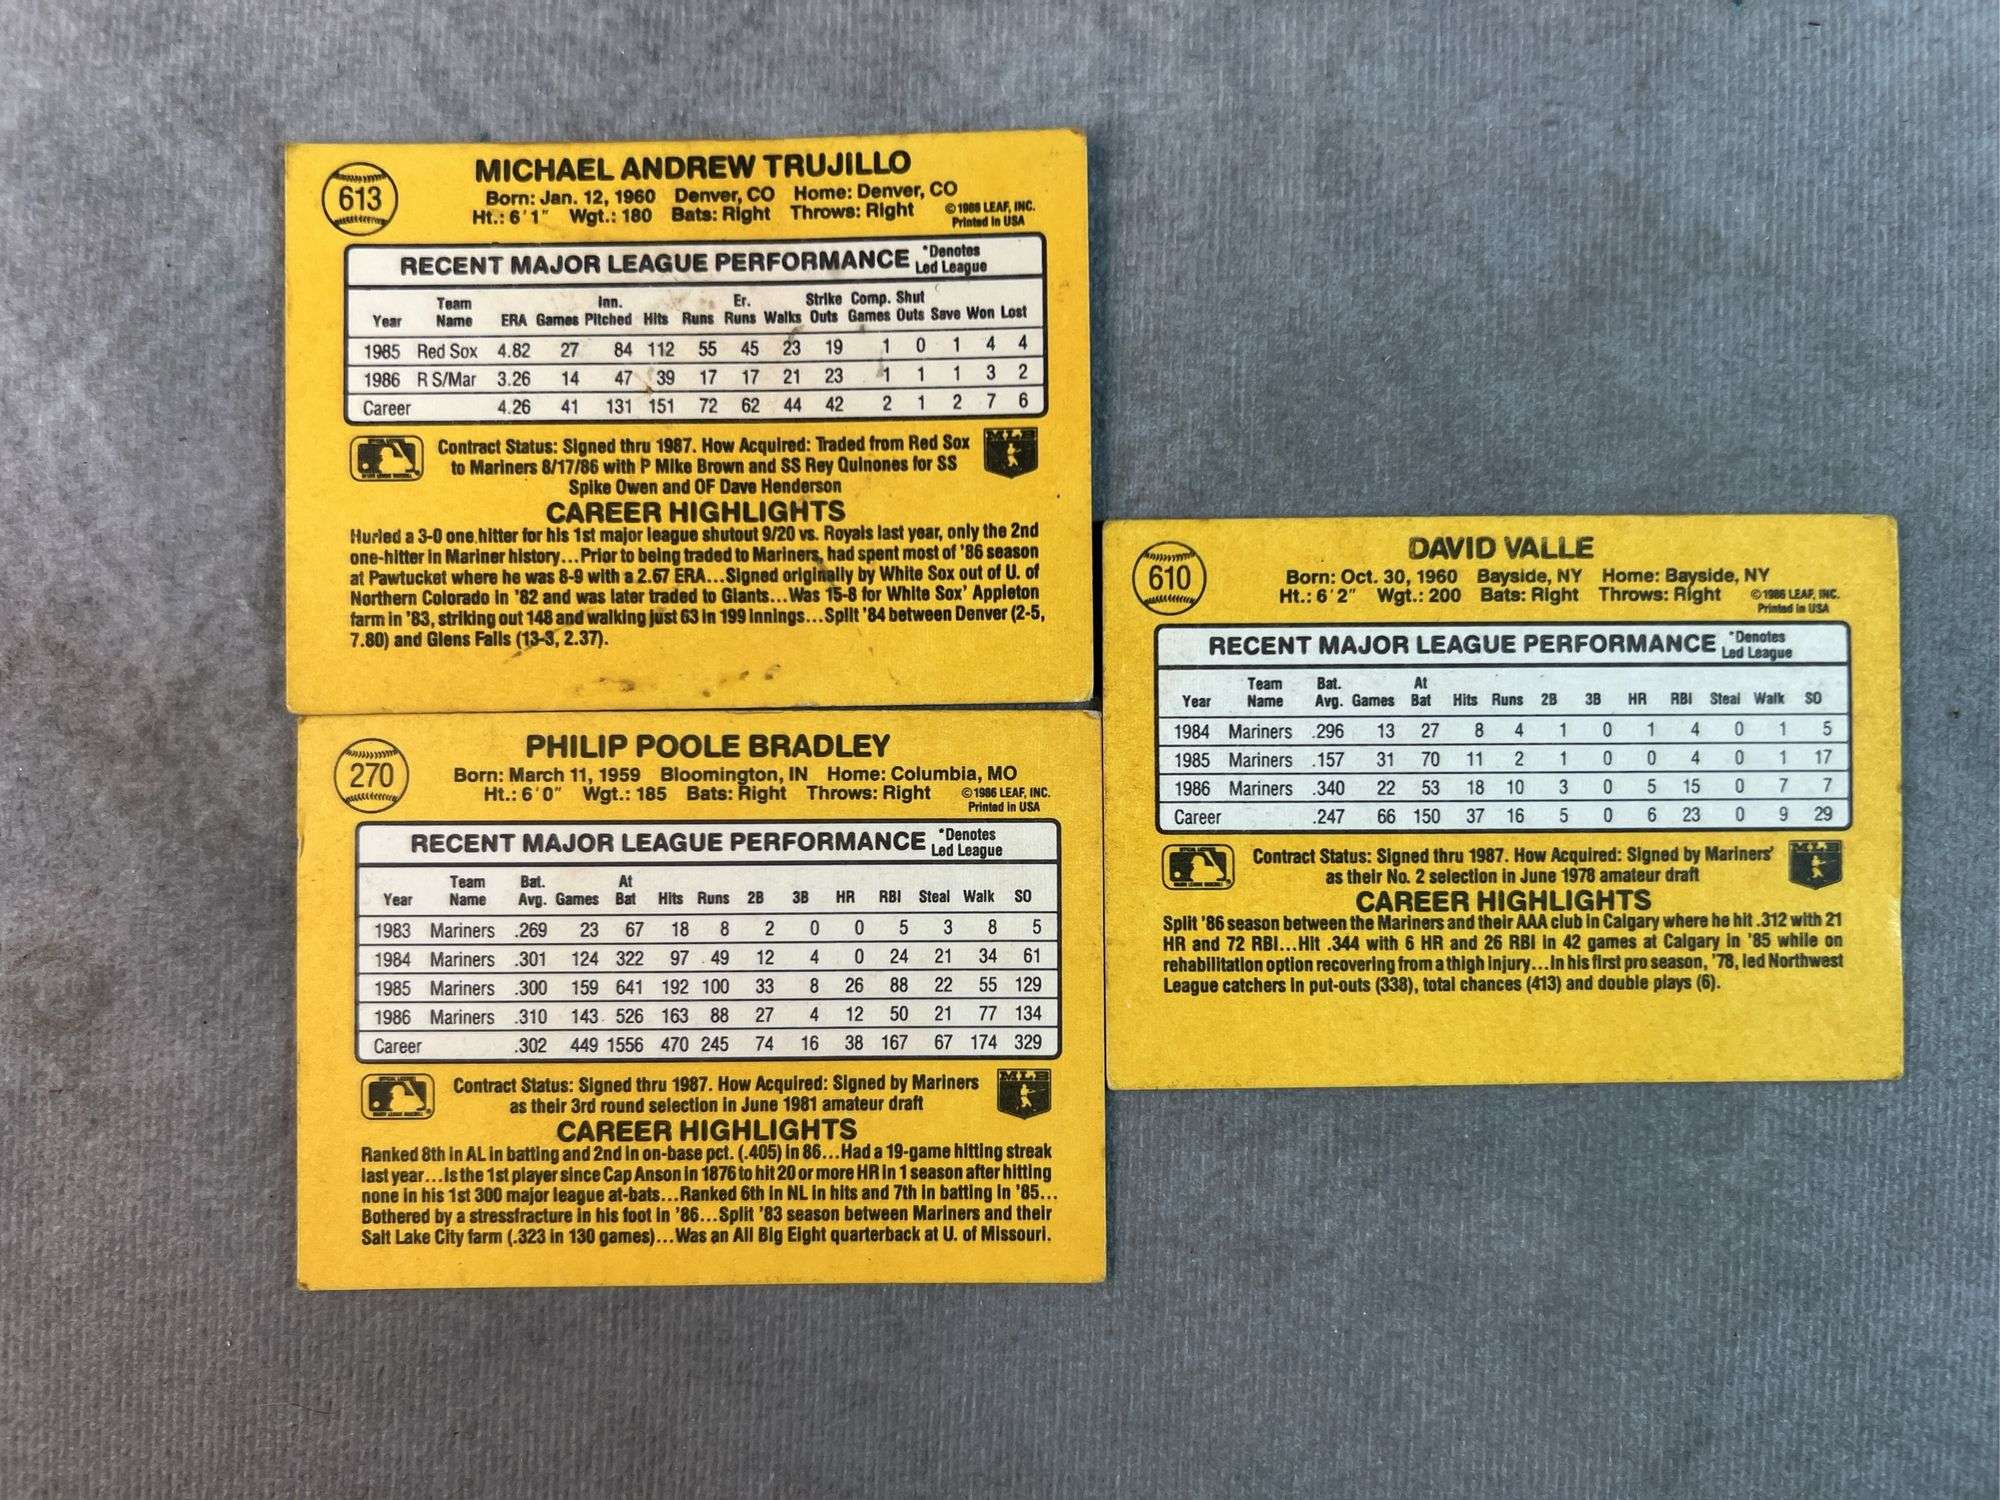 613
MICHAEL ANDREW TRUJILLO
Born: Jan. 12, 1960 Denver, CO Home: Denver, CO
Ht.: 6'1" Wgt.: 180 Bats: Right Throws: Right ©1986 LEAF, INC.
Printed in USA
RECENT MAJOR LEAGUE PERFORMANCE *Denotes Led League
Year Team Name ERA Games Inn. Pitched Hits Runs Er. Runs Walks Strike Outs Comp. Games Shut Outs Save Won Lost
1985 Red Sox 4.82 27 84 112 55 45 23 19 1 0 1 4 4
1986 R S/Mar 3.26 14 47 39 17 17 21 23 1 1 1 3 2
Career 4.26 41 131 151 72 62 44 42 2 1 2 7 6
Contract Status: Signed thru 1987. How Acquired: Traded from Red Sox
to Mariners 8/17/86 with P Mike Brown and SS Rey Quinones for SS
Spike Owen and OF Dave Henderson
MLB
CAREER HIGHLIGHTS
Hurled a 3-0 one hitter for his 1st major league shutout 9/20 vs. Royals last year, only the 2nd
one-hitter in Mariner history...Prior to being traded to Mariners, had spent most of '86 season
at Pawtucket where he was 8-9 with a 2.67 ERA...Signed originally by White Sox out of U. of
Northern Colorado in '82 and was later traded to Giants...Was 15-8 for White Sox' Appleton
farm in '83, striking out 148 and walking just 63 in 199 innings...Split '84 between Denver (2-5,
7.80) and Glens Falls (13-3, 2.37).
270
PHILIP POOLE BRADLEY
Born: March 11, 1959 Bloomington, IN Home: Columbia, MO
Ht.: 6'0" Wgt.: 185 Bats: Right Throws: Right ©1986 LEAF, INC.
Printed in USA
RECENT MAJOR LEAGUE PERFORMANCE *Denotes Led League
Year Team Name Bat. Avg. Games At Bat Hits Runs 2B 3B HR RBI Steal Walk SO
1983 Mariners .269 23 67 18 8 2 0 0 5 3 8 5
1984 Mariners .301 124 322 97 49 12 4 0 24 21 34 61
1985 Mariners .300 159 641 192 100 33 8 26 88 22 55 129
1986 Mariners .310 143 526 163 88 27 4 12 50 21 77 134
Career .302 449 1556 470 245 74 16 38 167 67 174 329
Contract Status: Signed thru 1987. How Acquired: Signed by Mariners
as their 3rd round selection in June 1981 amateur draft
MLB
CAREER HIGHLIGHTS
Ranked 8th in AL in batting and 2nd in on-base pct. (.405) in 86...Had a 19-game hitting streak
last year...Is the 1st player since Cap Anson in 1876 to hit 20 or more HR in 1 season after hitting
none in his 1st 300 major league at-bats...Ranked 6th in NL in hits and 7th in batting in '85...
Bothered by a stressfracture in his foot in '86...Split '83 season between Mariners and their
Salt Lake City farm (.323 in 130 games)...Was an All Big Eight quarterback at U. of Missouri.
610
DAVID VALLE
Born: Oct. 30, 1960 Bayside, NY Home: Bayside, NY
Ht.: 6'2" Wgt.: 200 Bats: Right Throws: Right ©1986 LEAF, INC.
Printed in USA
RECENT MAJOR LEAGUE PERFORMANCE *Denotes Led League
Year Team Name Bat. Avg. Games At Bat Hits Runs 2B 3B HR RBI Steal Walk SO
1984 Mariners .296 13 27 8 4 1 0 1 4 0 1 5
1985 Mariners .157 31 70 11 2 1 0 0 4 0 1 17
1986 Mariners .340 22 53 18 10 3 0 5 15 0 7 7
Career .247 66 150 37 16 5 0 6 23 0 9 29
Contract Status: Signed thru 1987. How Acquired: Signed by Mariners'
as their No. 2 selection in June 1978 amateur draft
MLB
CAREER HIGHLIGHTS
Split '86 season between the Mariners and their AAA club in Calgary where he hit .312 with 21
HR and 72 RBI...Hit .344 with 6 HR and 26 RBI in 42 games at Calgary in '85 while on
rehabilitation option recovering from a thigh injury...In his first pro season, '78, led Northwest
League catchers in put-outs (338), total chances (413) and double plays (6).